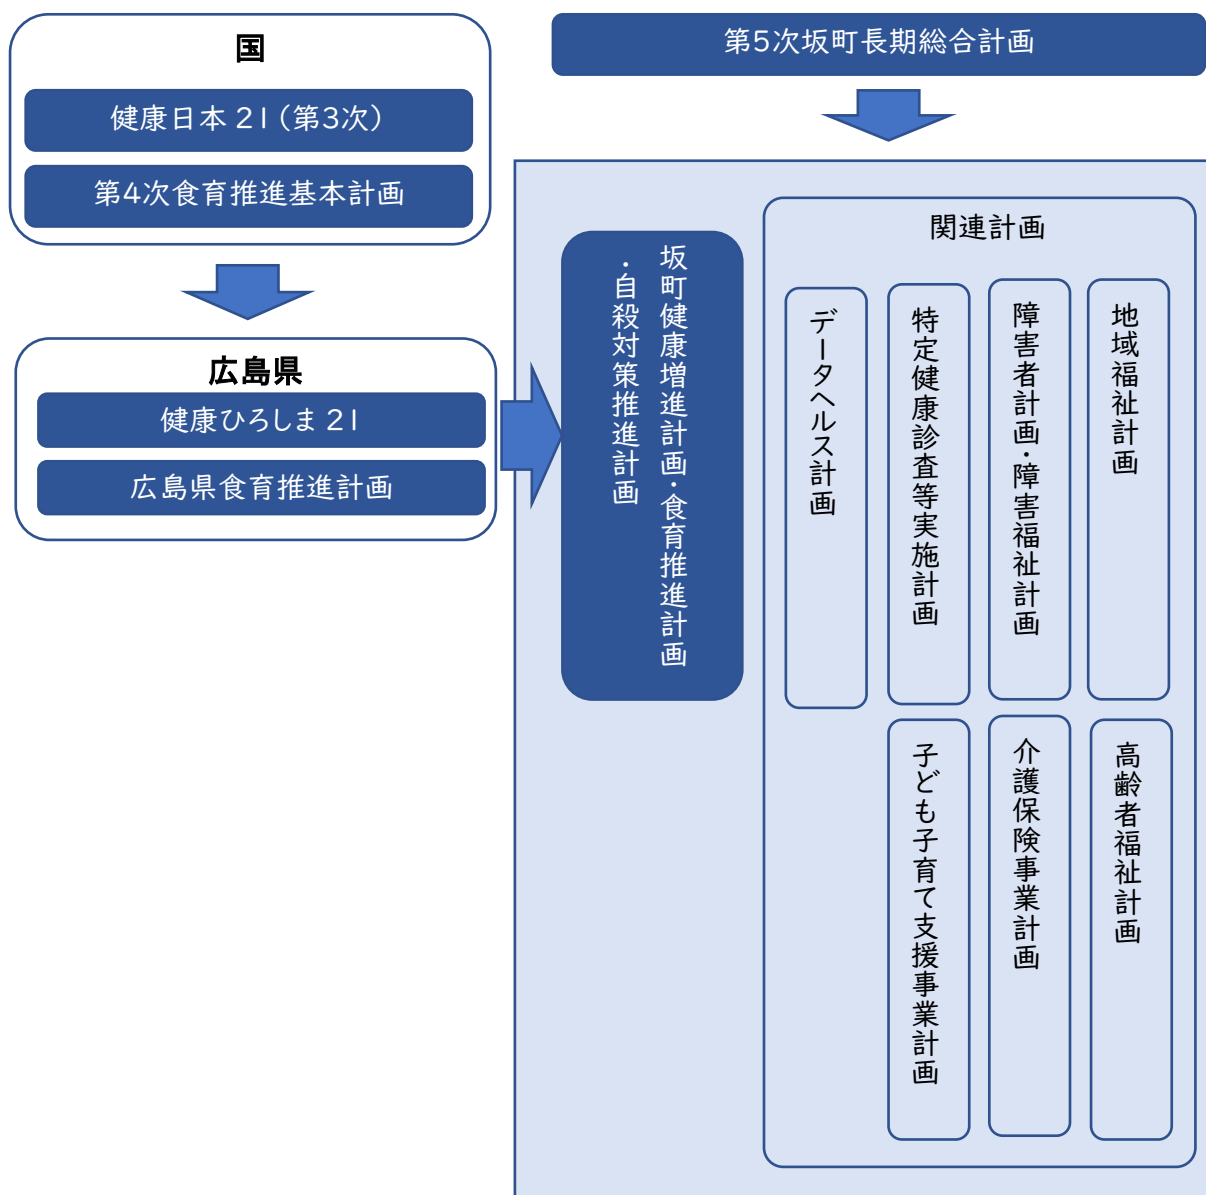 国
健康日本21(第3次)
第4次食育推進基本計画
広島県
健康ひろしま21
広島県食育推進計画
第5次坂町長期総合計画
坂町健康増進計画・食育推進計画
・自殺対策推進計画
関連計画
地域福祉計画
障害者計画・障害福祉計画
特定健康診査等実施計画
データヘルス計画
高齢者福祉計画
介護保険事業計画
子ども子育て支援事業計画